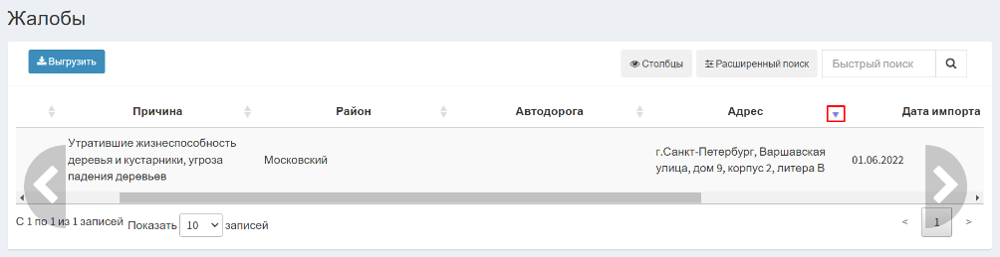 Жалобы
Выгрузить
Столбцы
Расширенный поиск
Быстрый поиск
Причина
Район
Автодорога
Адрес
Дата импорта
Утратившие жизнеспособность
деревья и кустарники, угроза
падения деревьев
Московский
г.Санкт-Петербург, Варшавская
улица, дом 9, корпус 2, литера В
01.06.2022
С 1 по 1 из 1 записей
Показать 10 записей
< 1 >